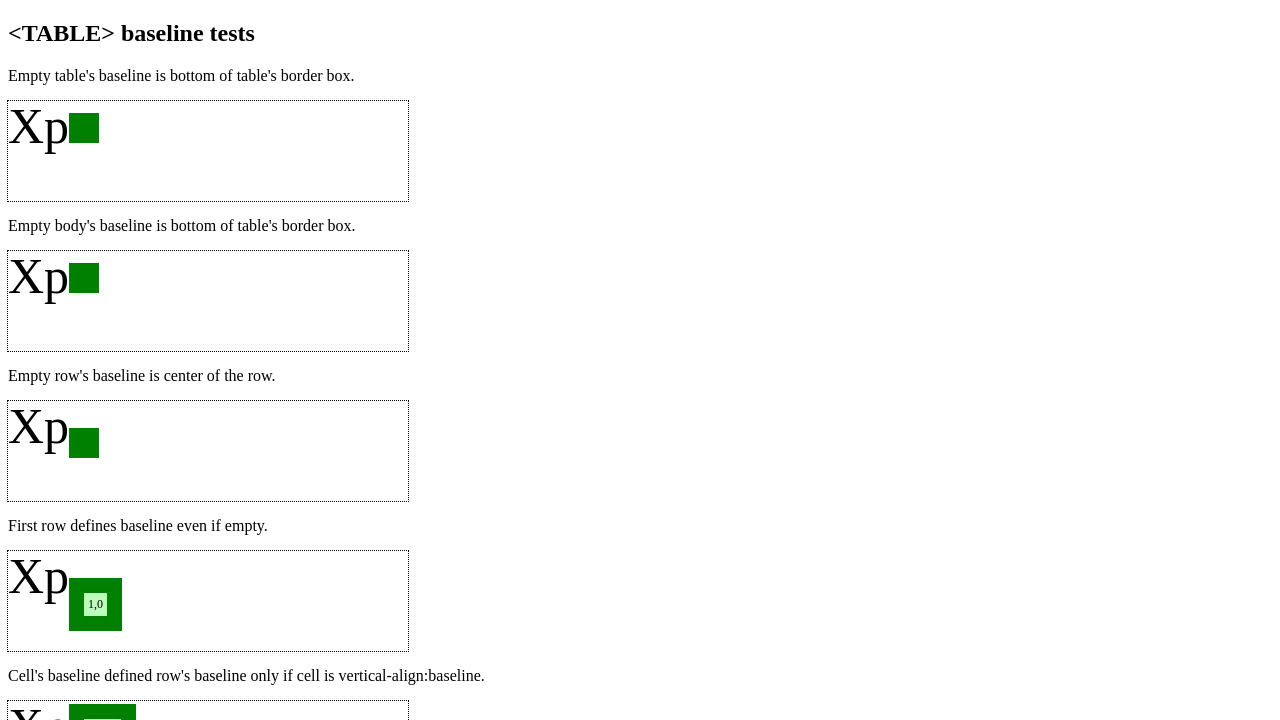 <TABLE> baseline tests
Empty table's baseline is bottom of table's border box.
Xp
Empty body's baseline is bottom of table's border box.
Xp
Empty row's baseline is center of the row.
Xp
First row defines baseline even if empty.
Xp
1,0
Cell's baseline defined row's baseline only if cell is vertical-align:baseline.